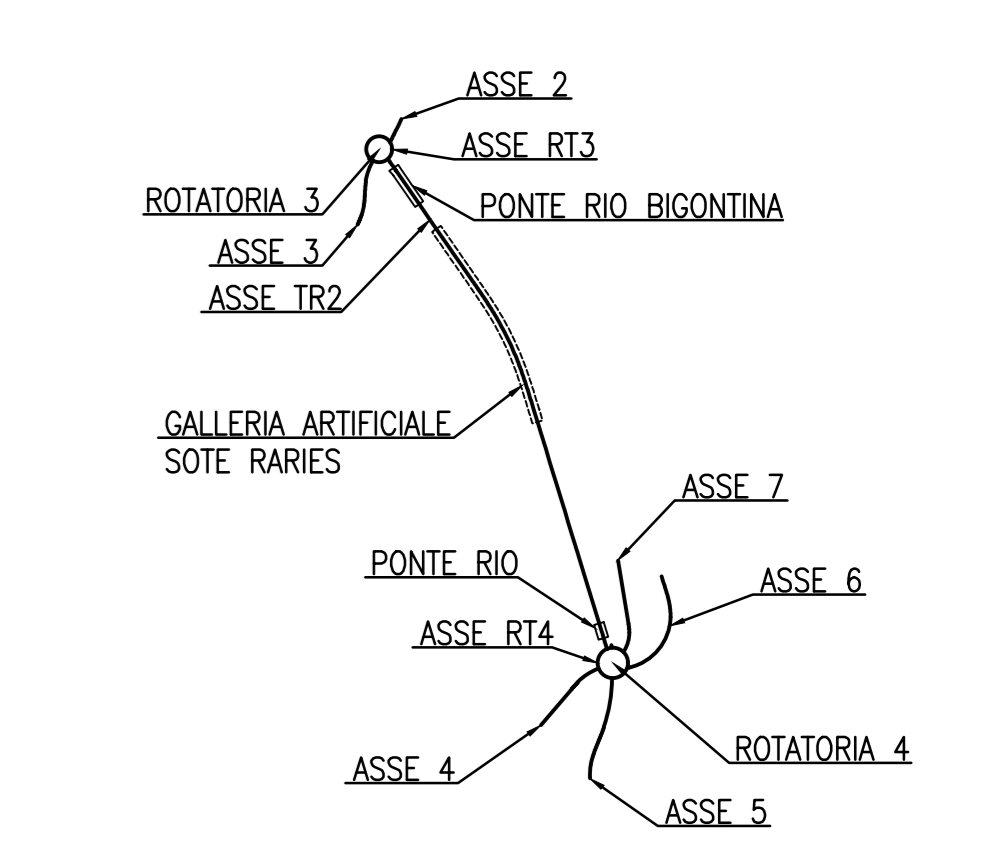 ASSE 2
ASSE RT3
ROTATORIA 3
PONTE RIO BIGONTINA
ASSE 3
ASSE TR2
GALLERIA ARTIFICIALE
SOTE RARIES
ASSE 7
PONTE RIO
ASSE 6
ASSE RT4
ROTATORIA 4
ASSE 4
ASSE 5